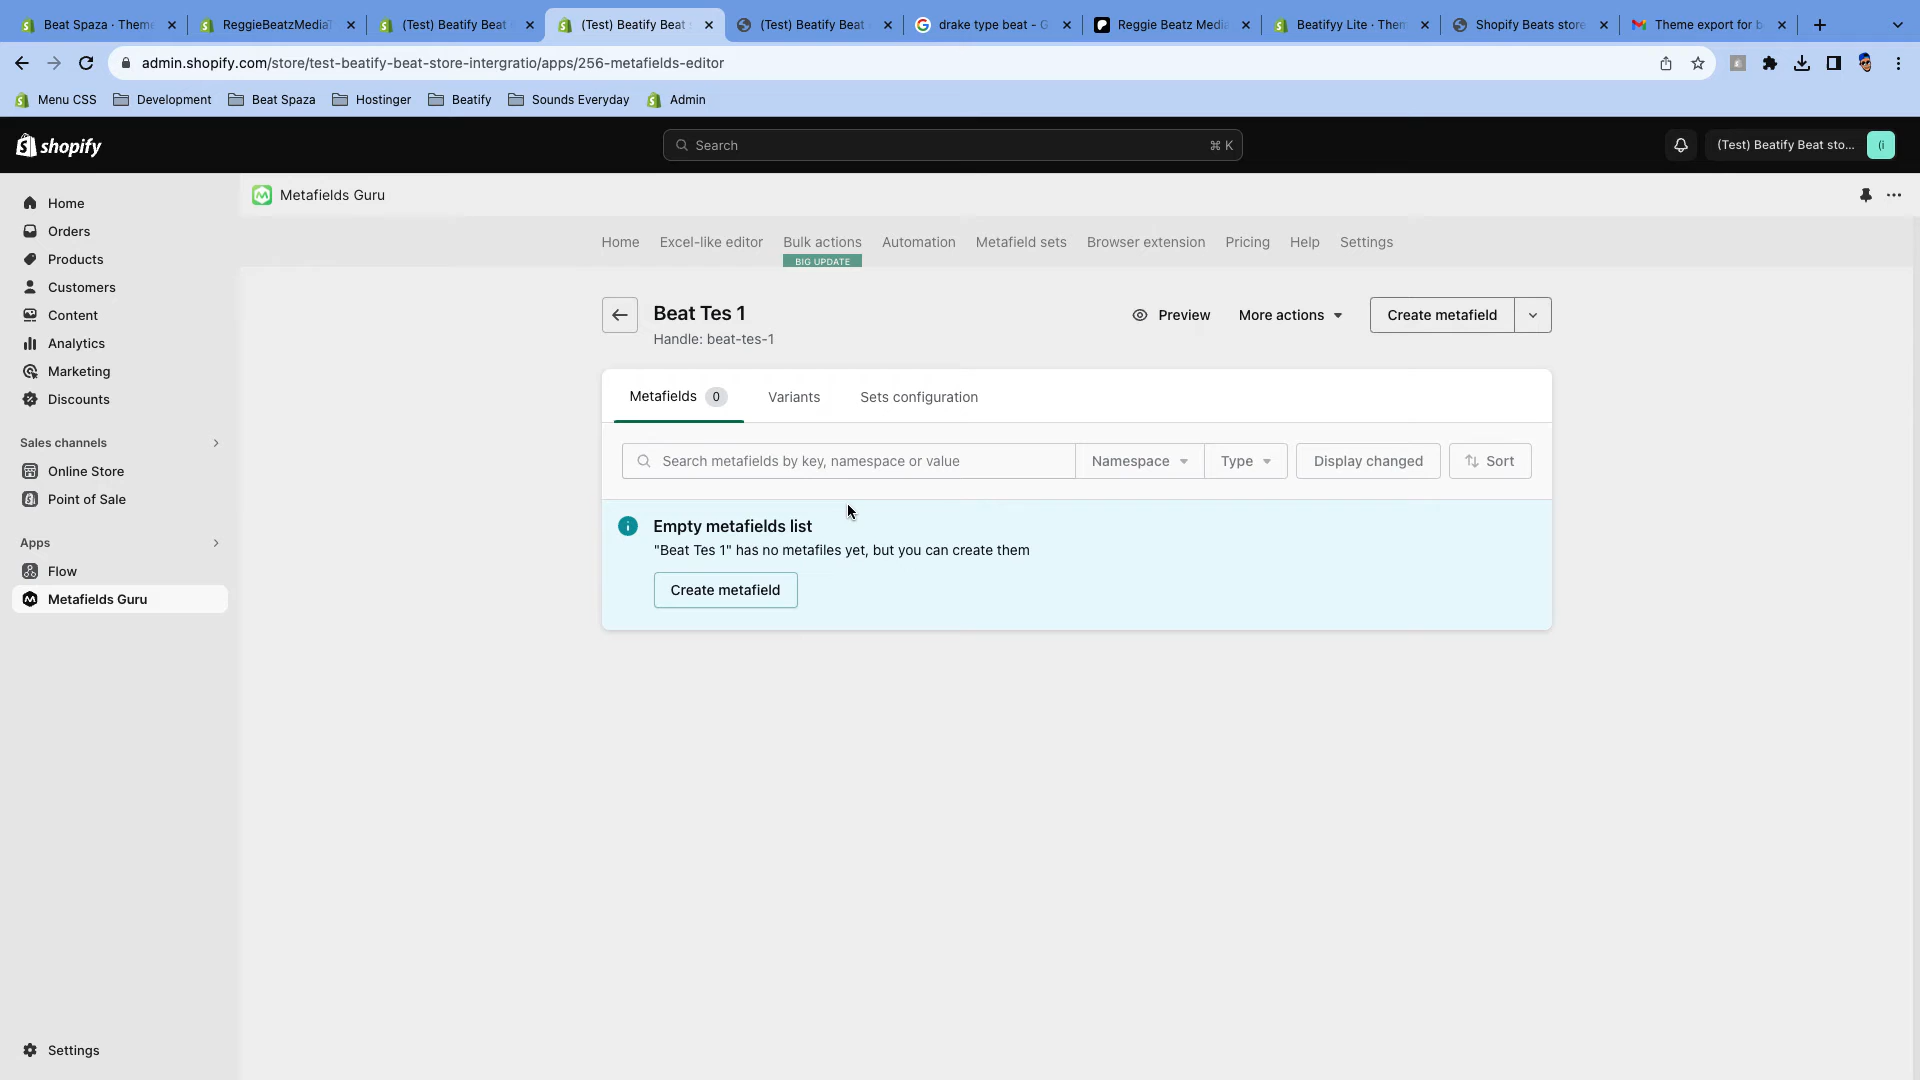 Beat Spaza · Theme
ReggieBeatzMediaT
(Test) Beatify Beat
(Test) Beatify Beat
(Test) Beatify Beat
drake type beat - G
Reggie Beatz Media
Beatifyy Lite · Them
Shopify Beats store
Theme export for b
admin.shopify.com/store/test-beatify-beat-store-intergratio/apps/256-metafields-editor
Menu CSS
Development
Beat Spaza
Hostinger
Beatify
Sounds Everyday
Admin
shopify
Search
⌘ K
(Test) Beatify Beat sto...
(i
Home
Orders
Products
Customers
Content
Analytics
Marketing
Discounts
Sales channels
Online Store
Point of Sale
Apps
Flow
Metafields Guru
Settings
Metafields Guru
Home
Excel-like editor
Bulk actions
BIG UPDATE
Automation
Metafield sets
Browser extension
Pricing
Help
Settings
Beat Tes 1
Handle: beat-tes-1
Preview
More actions
Create metafield
Metafields 0
Variants
Sets configuration
Search metafields by key, namespace or value
Namespace
Type
Display changed
Sort
Empty metafields list
"Beat Tes 1" has no metafiles yet, but you can create them
Create metafield